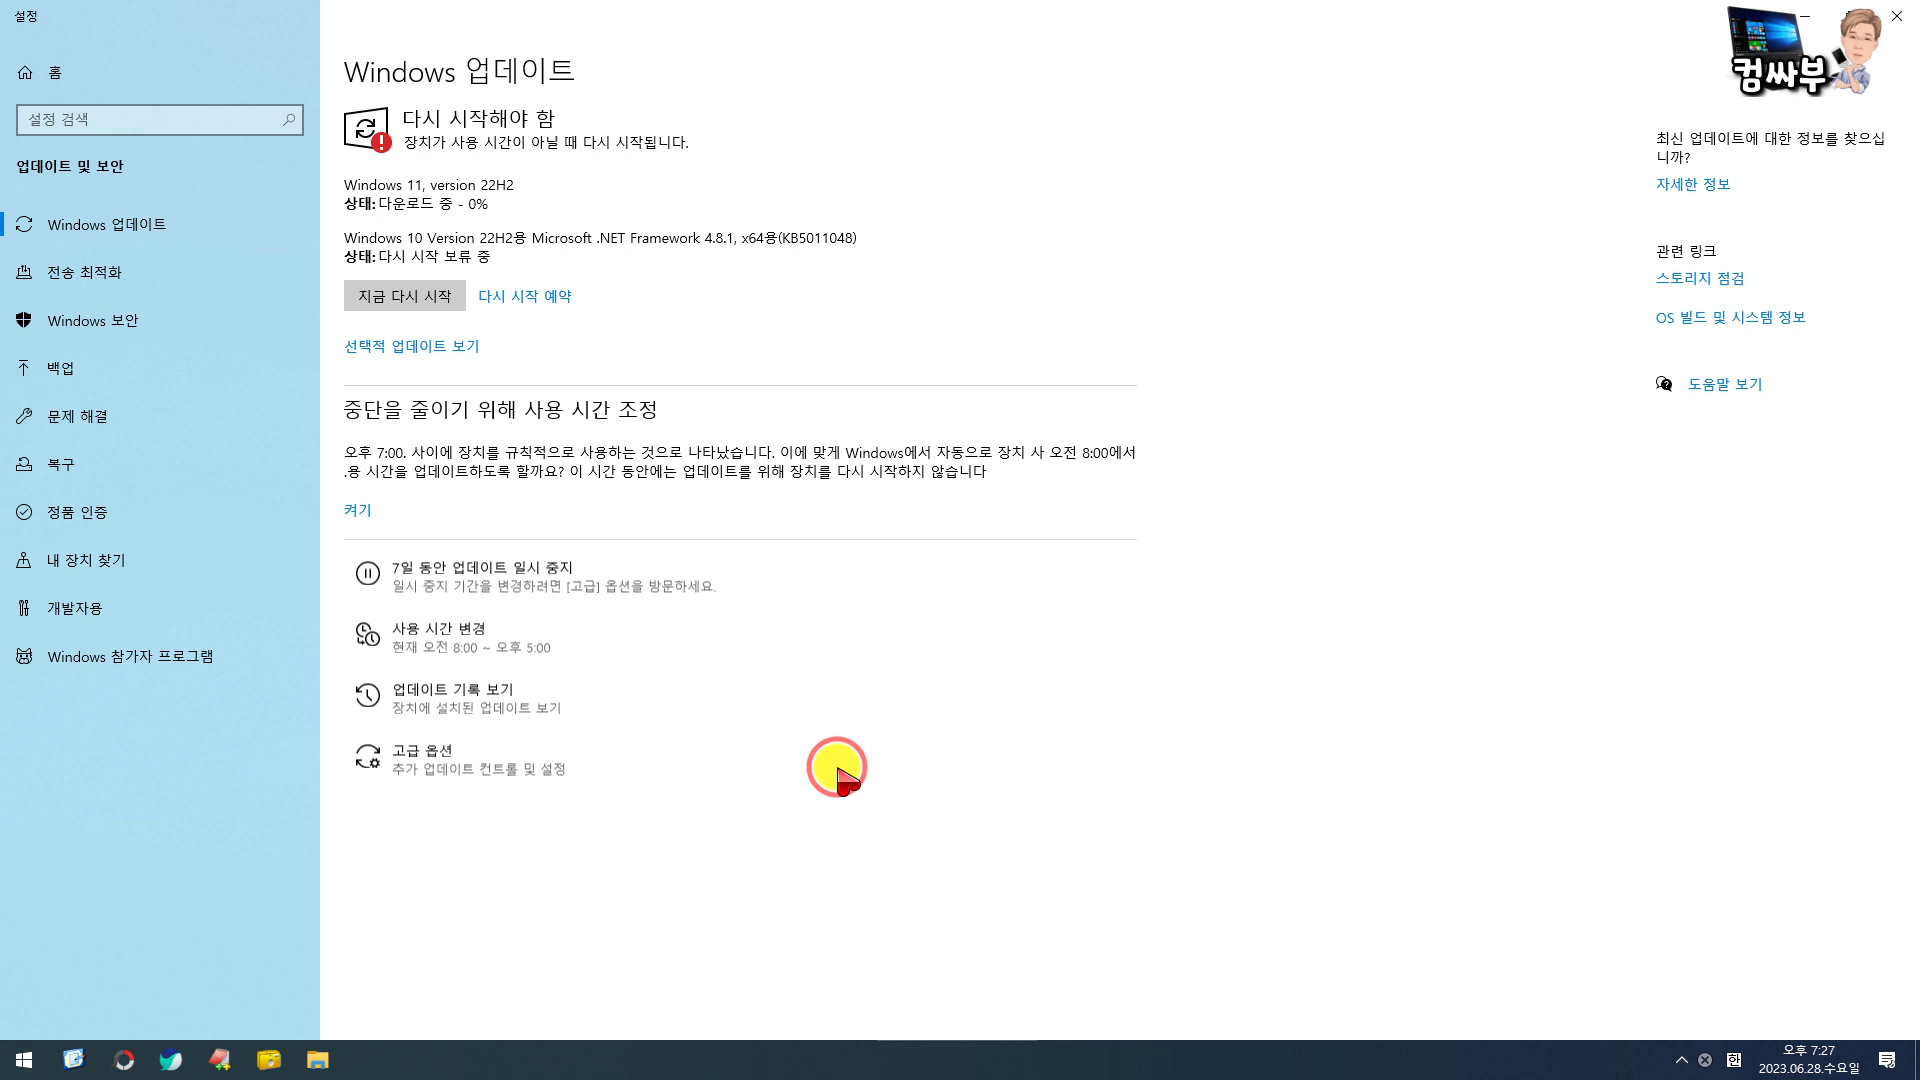 설정
컴싸부
홈
설정 검색
업데이트 및 보안
Windows 업데이트
전송 최적화
Windows 보안
백업
문제 해결
복구
정품 인증
내 장치 찾기
개발자용
Windows 참가자 프로그램
Windows 업데이트
다시 시작해야 함
장치가 사용 시간이 아닐 때 다시 시작됩니다.
Windows 11, version 22H2
상태: 다운로드 중 - 0%
Windows 10 Version 22H2용 Microsoft .NET Framework 4.8.1, x64용(KB5011048)
상태: 다시 시작 보류 중
지금 다시 시작 다시 시작 예약
선택적 업데이트 보기
중단을 줄이기 위해 사용 시간 조정
오후 7:00. 사이에 장치를 규칙적으로 사용하는 것으로 나타났습니다. 이에 맞게 Windows에서 자동으로 장치 사 오전 8:00에서
.용 시간을 업데이트하도록 할까요? 이 시간 동안에는 업데이트를 위해 장치를 다시 시작하지 않습니다
켜기
7일 동안 업데이트 일시 중지
일시 중지 기간을 변경하려면 [고급] 옵션을 방문하세요.
사용 시간 변경
현재 오전 8:00 ~ 오후 5:00
업데이트 기록 보기
장치에 설치된 업데이트 보기
고급 옵션
추가 업데이트 컨트롤 및 설정
최신 업데이트에 대한 정보를 찾으십
니까?
자세한 정보
관련 링크
스토리지 점검
OS 빌드 및 시스템 정보
도움말 보기
한
오후 7:27
2023.06.28.수요일